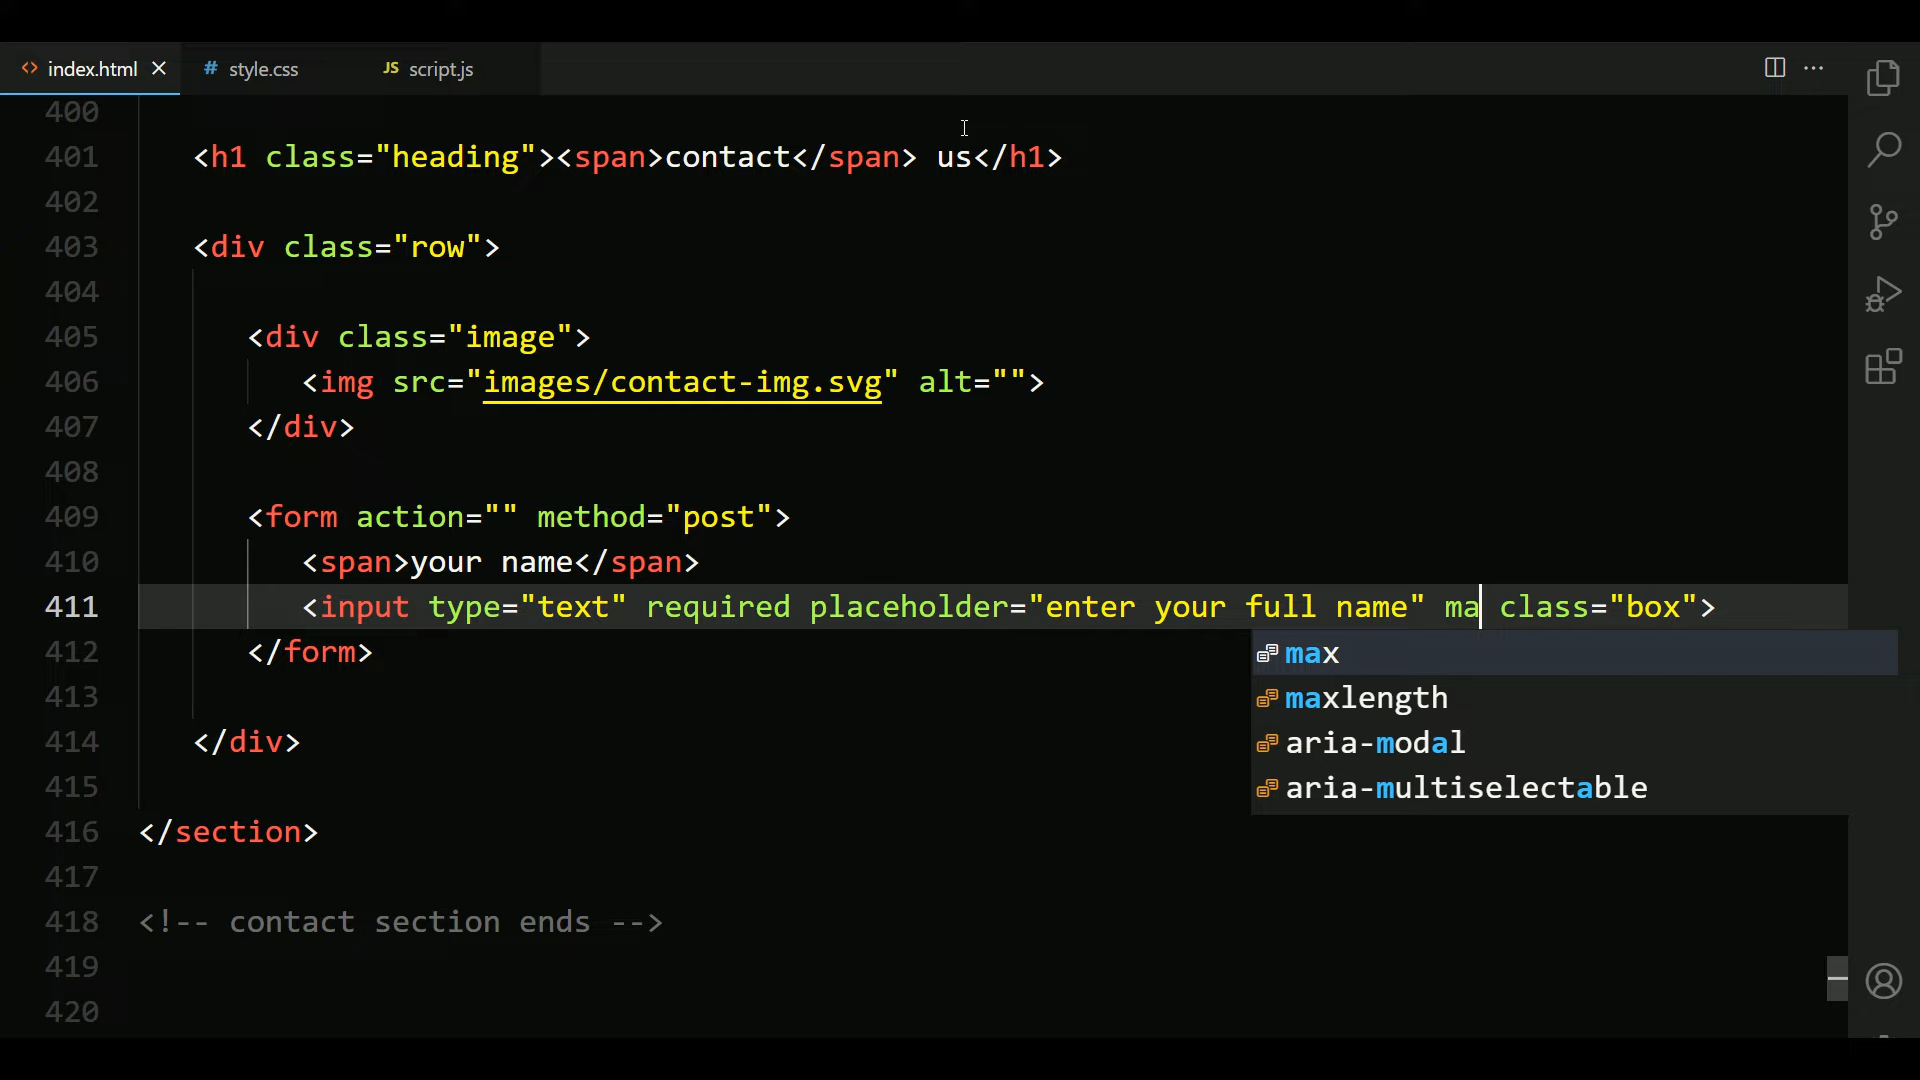 index.html # style.css JS script.js
400
401 <h1 class="heading"><span>contact</span> us</h1>
402
403 <div class="row">
404
405 <div class="image">
406 <img src="images/contact-img.svg" alt="">
407 </div>
408
409 <form action="" method="post">
410 <span>your name</span>
411 <input type="text" required placeholder="enter your full name" ma class="box">
412 </form>
max
413
maxlength
414 </div>
aria-modal
415
aria-multiselectable
416 </section>
417
418 <!-- contact section ends -->
419
420